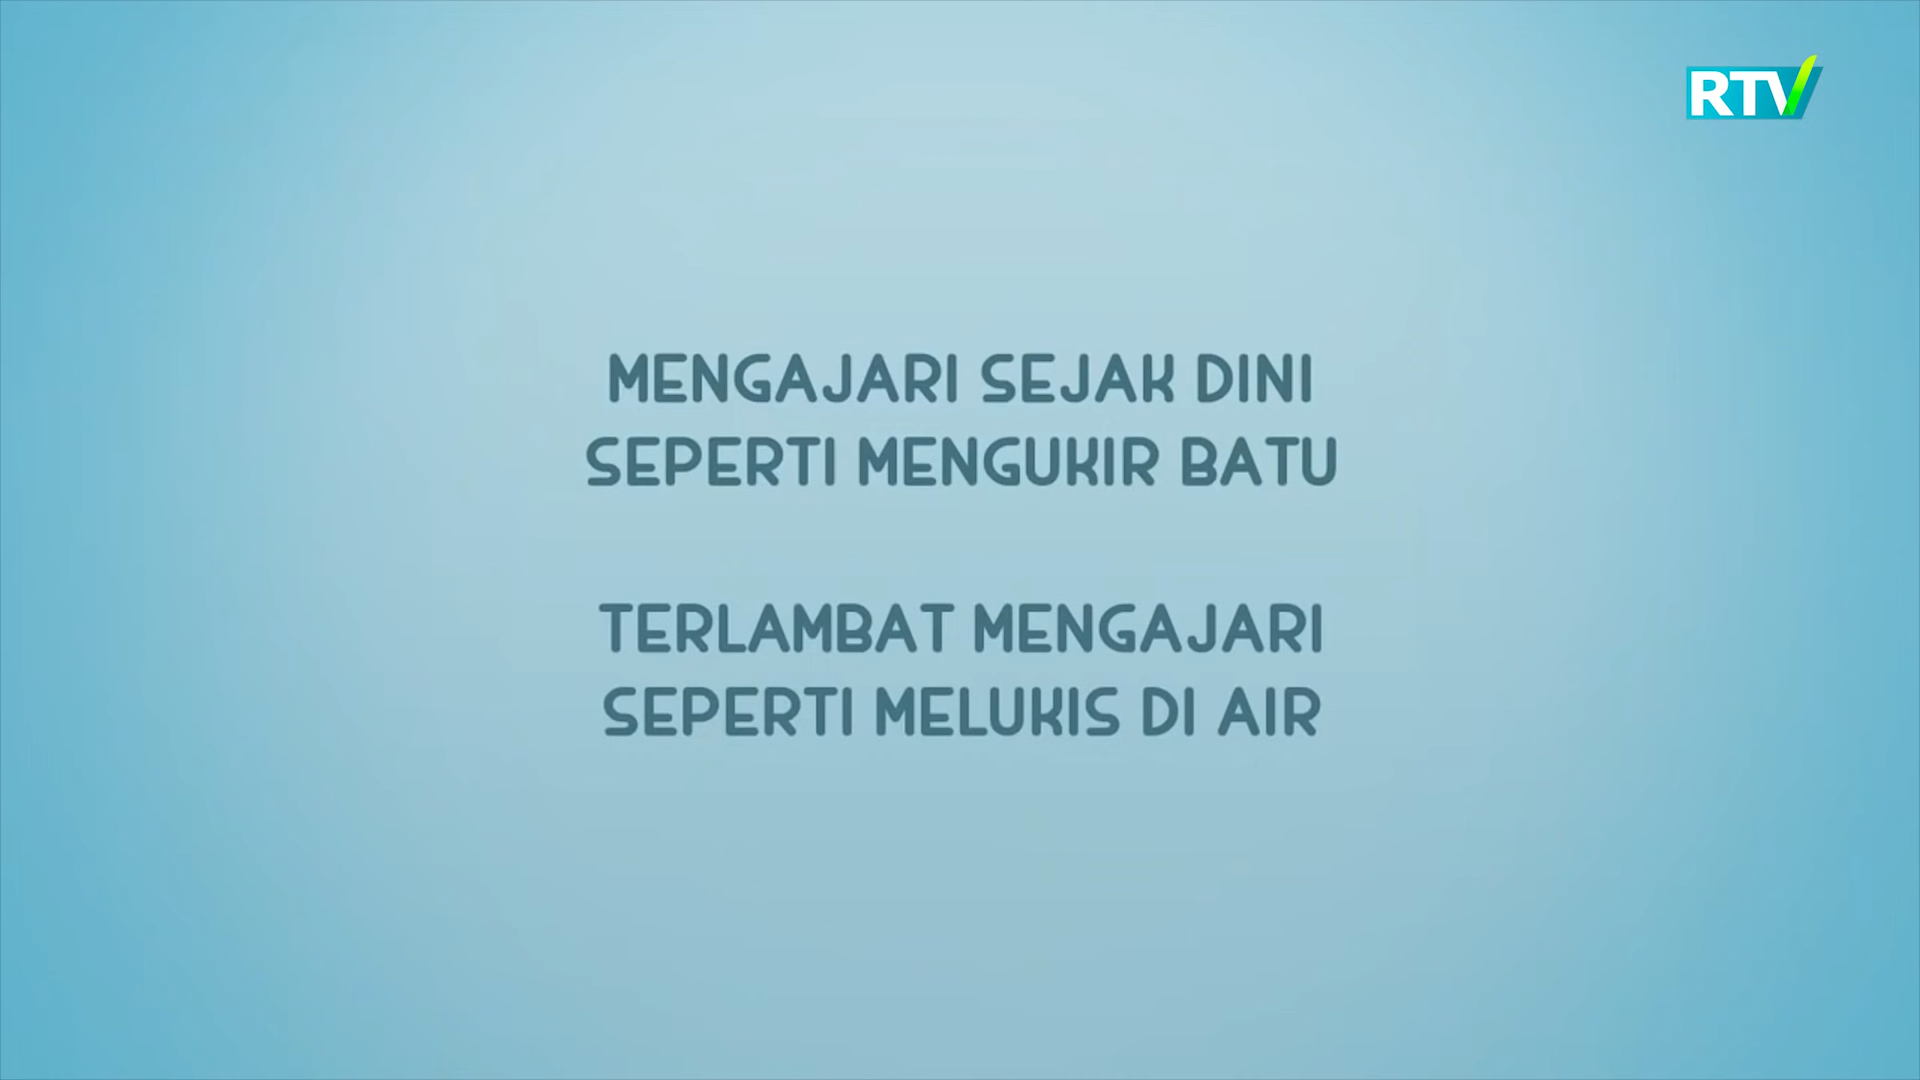 RTV
MENGAJARI SEJAK DINI
SEPERTI MENGUKIR BATU
TERLAMBAT MENGAJARI
SEPERTI MELUKIS DI AIR